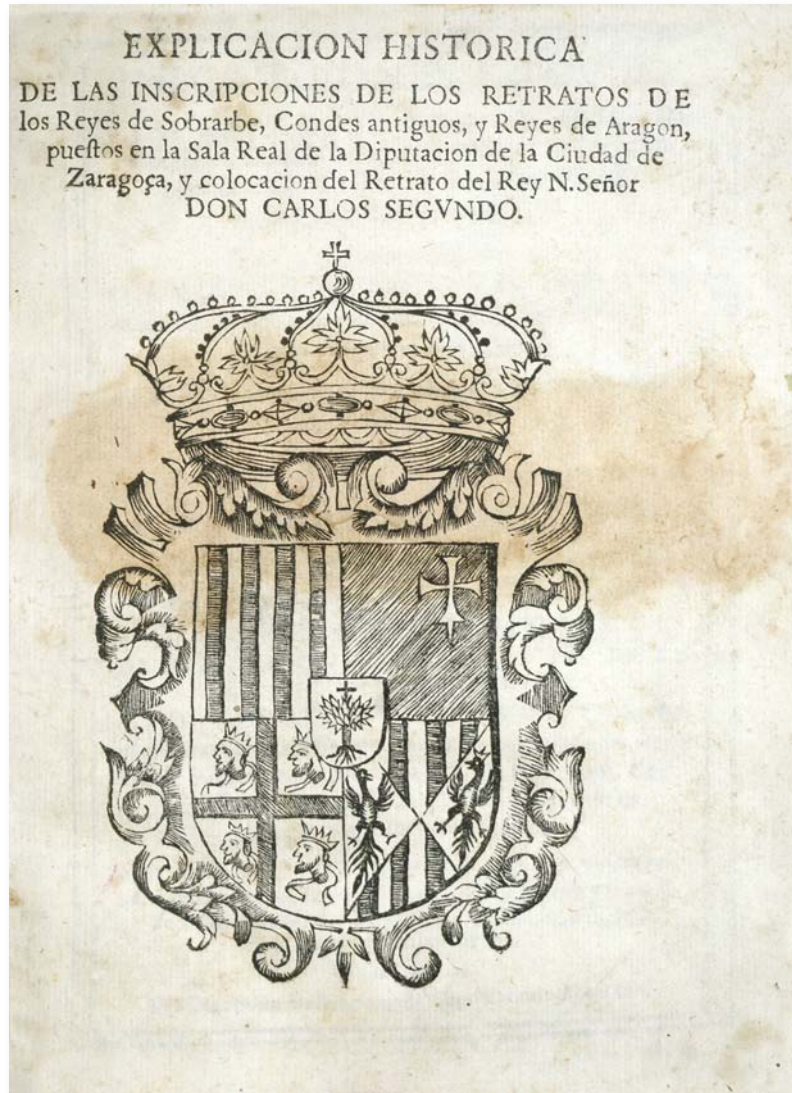 EXPLICACION HISTORICA
DE LAS INSCRIPCIONES DE LOS RETRATOS DE
los Reyes de Sobrarbe, Condes antiguos, y Reyes de Aragon,
pueſtos en la Sala Real de la Diputacion de la Ciudad de
Zaragoça, y colocacion del Retrato del Rey N. Señor
DON CARLOS SEGVNDO.